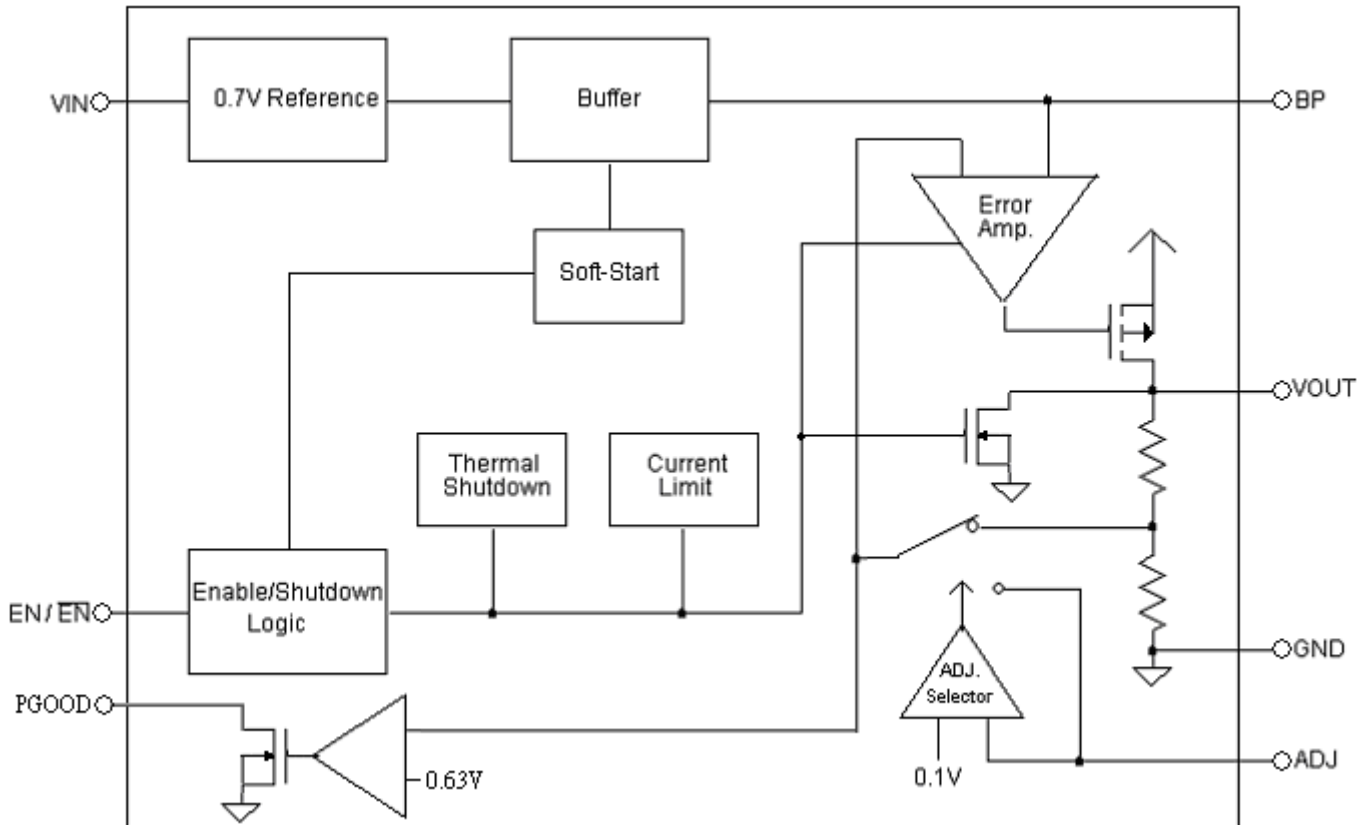 VIN
0.7V Reference
Buffer
BP
Error
Amp.
Soft-Start
VOUT
Thermal
Shutdown
Current
Limit
EN / E̅N̅
Enable/Shutdown
Logic
GND
ADJ.
Selector
PGOOD
0.63V
0.1V
ADJ